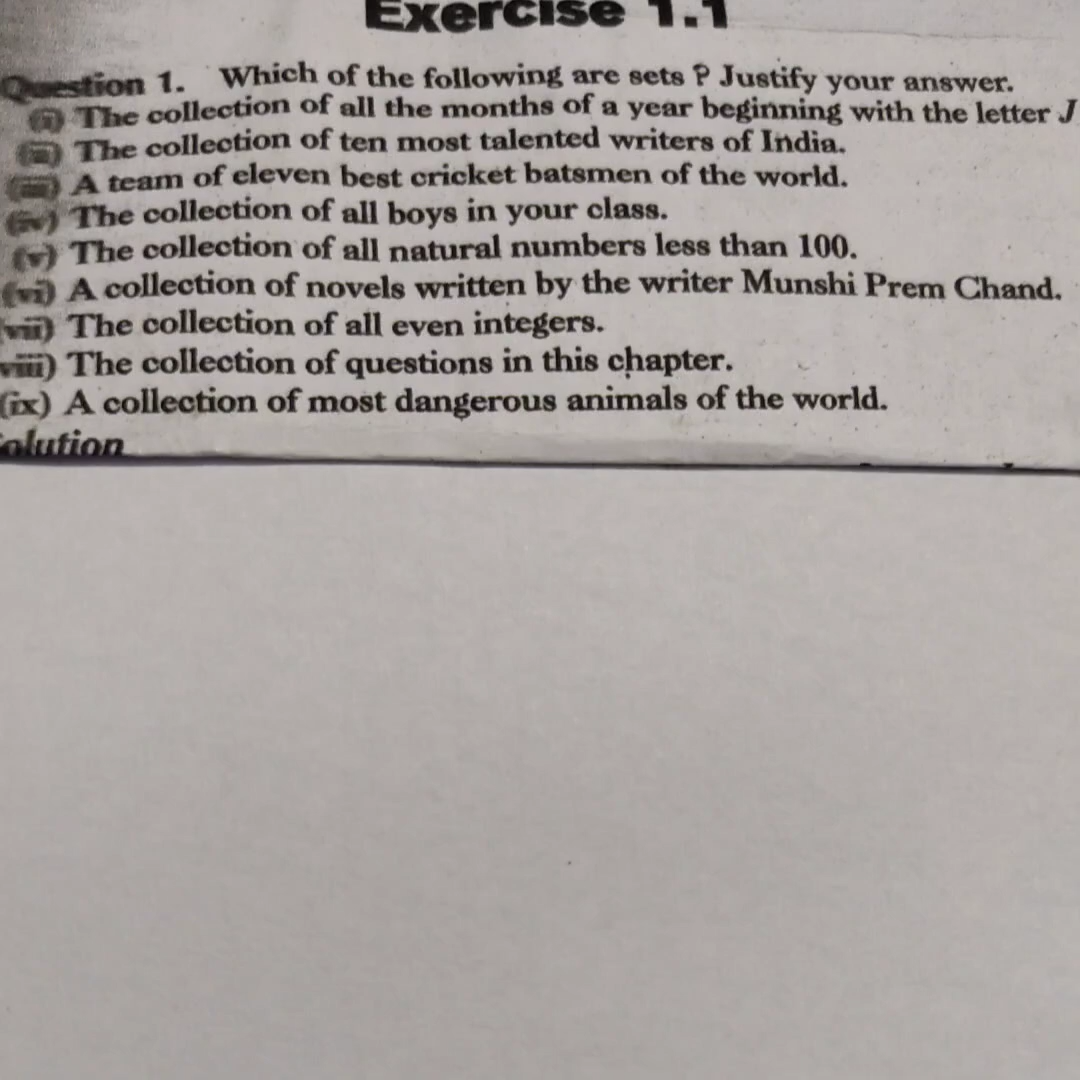 Exercise 1.1
Question 1. Which of the following are sets ? Justify your answer.
(i) The collection of all the months of a year beginning with the letter J
(ii) The collection of ten most talented writers of India.
(iii) A team of eleven best cricket batsmen of the world.
(iv) The collection of all boys in your class.
(v) The collection of all natural numbers less than 100.
(vi) A collection of novels written by the writer Munshi Prem Chand.
(vii) The collection of all even integers.
viii) The collection of questions in this chapter.
(ix) A collection of most dangerous animals of the world.
Solution